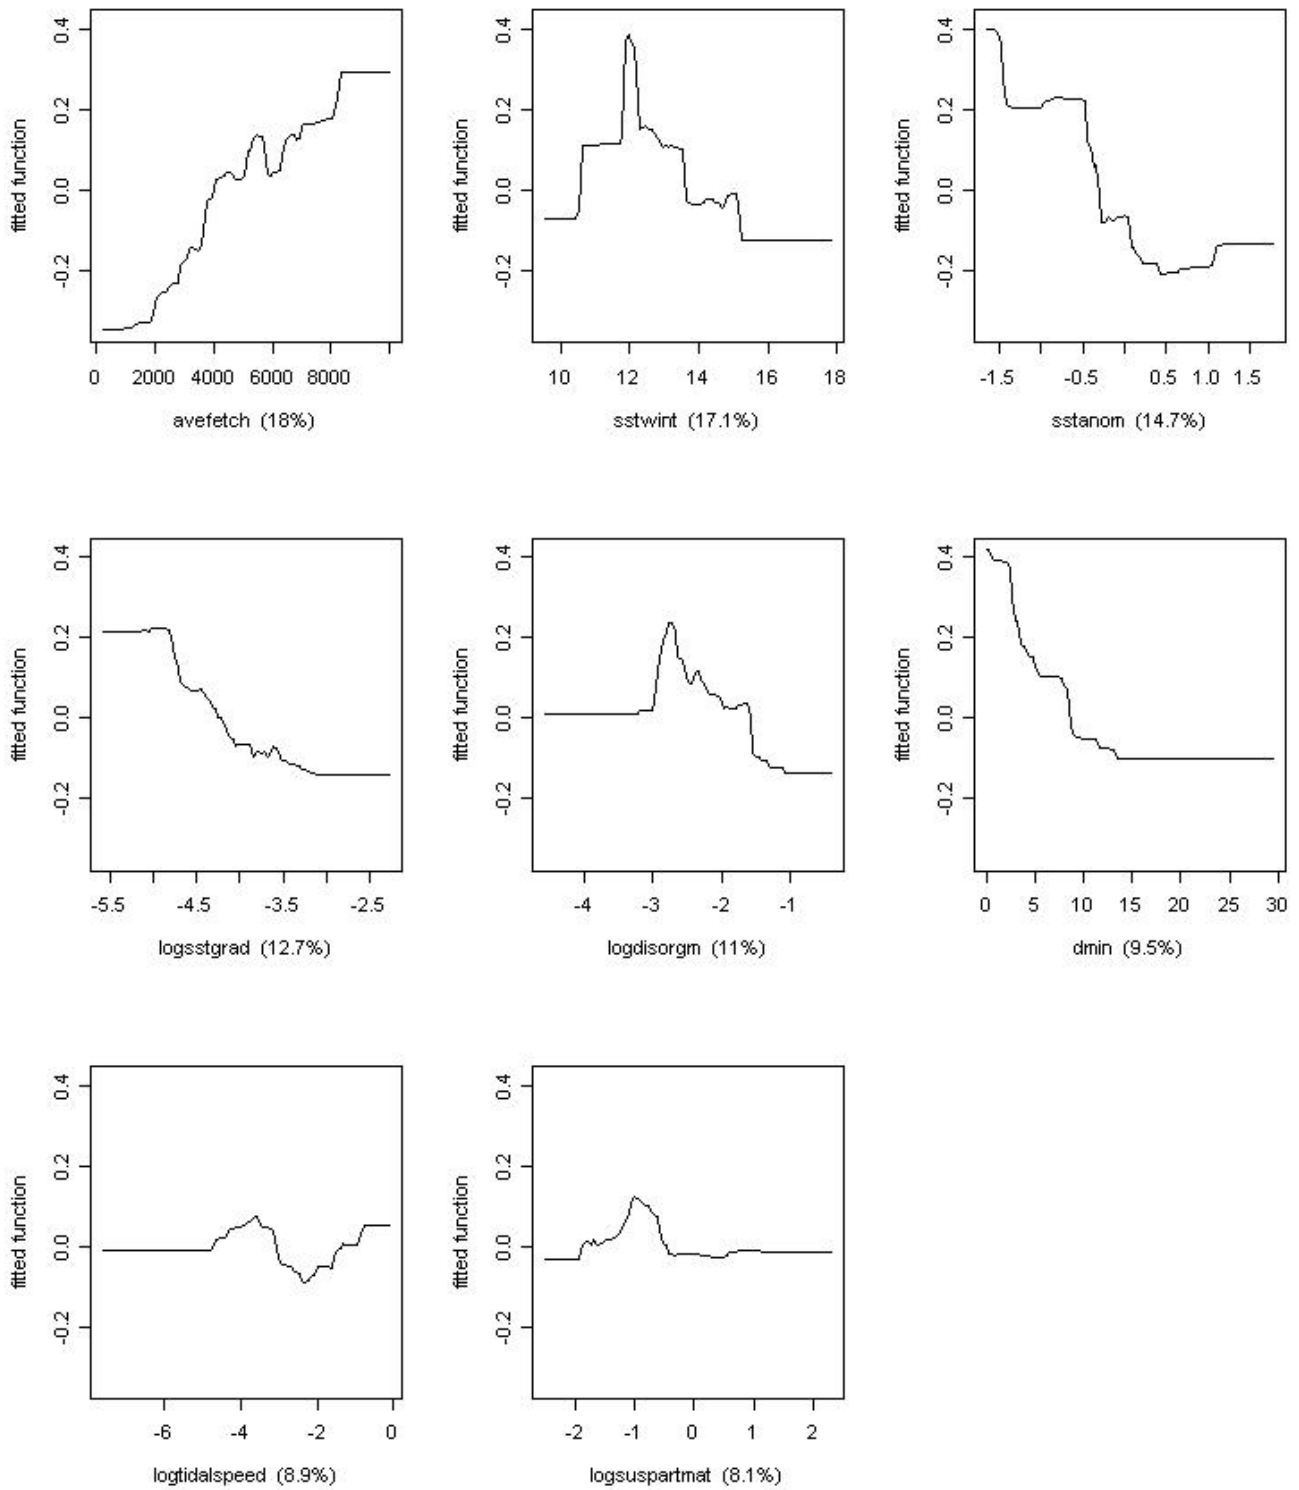 fitted function
0.4
0.2
0.0
-0.2
0 2000 4000 6000 8000
avefetch (18%)
fitted function
0.4
0.2
0.0
-0.2
10 12 14 16 18
sstwint (17.1%)
fitted function
0.4
0.2
0.0
-0.2
-1.5 -0.5 0.5 1.0 1.5
sstanom (14.7%)
fitted function
0.4
0.2
0.0
-0.2
-5.5 -4.5 -3.5 -2.5
logsstgrad (12.7%)
fitted function
0.4
0.2
0.0
-0.2
-4 -3 -2 -1
logdisorgm (11%)
fitted function
0.4
0.2
0.0
-0.2
0 5 10 15 20 25 30
dmin (9.5%)
fitted function
0.4
0.2
0.0
-0.2
-6 -4 -2 0
logtidalspeed (8.9%)
fitted function
0.4
0.2
0.0
-0.2
-2 -1 0 1 2
logsuspartmat (8.1%)